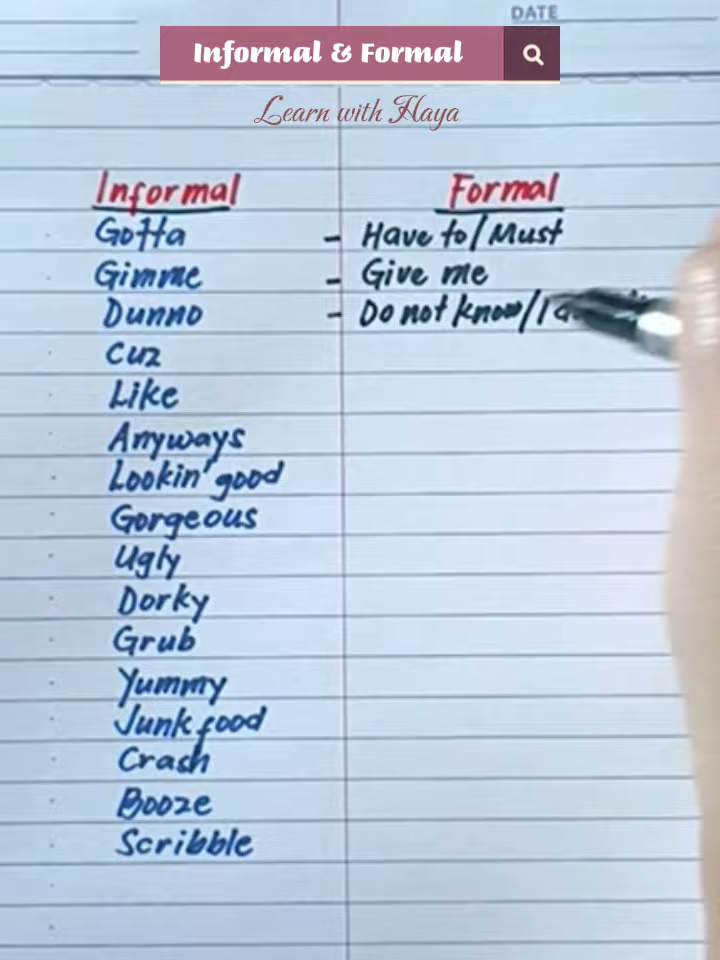 DATE
Informal & Formal
Learn with Haya
Informal Formal
Gotta - Have to/Must
Gimme - Give me
Dunno - Do not know/I
Cuz
Like
Anyways
Lookin' good
Gorgeous
Ugly
Dorky
Grub
Yummy
Junk food
Crash
Booze
Scribble